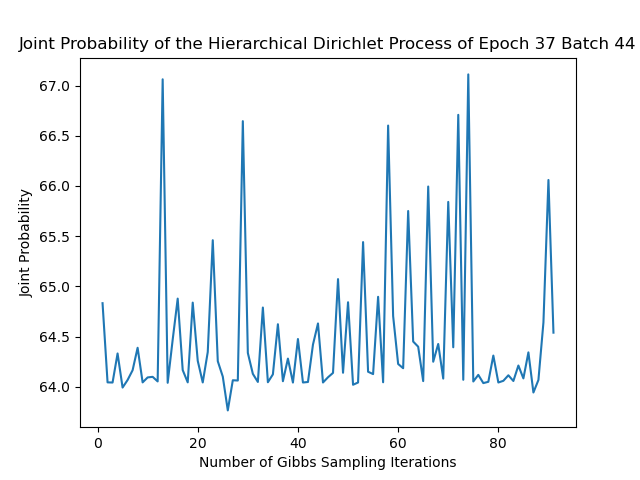 Joint Probability of the Hierarchical Dirichlet Process of Epoch 37 Batch 44
67.0
66.5
66.0
65.5
65.0
64.5
64.0
Joint Probability
0 20 40 60 80
Number of Gibbs Sampling Iterations